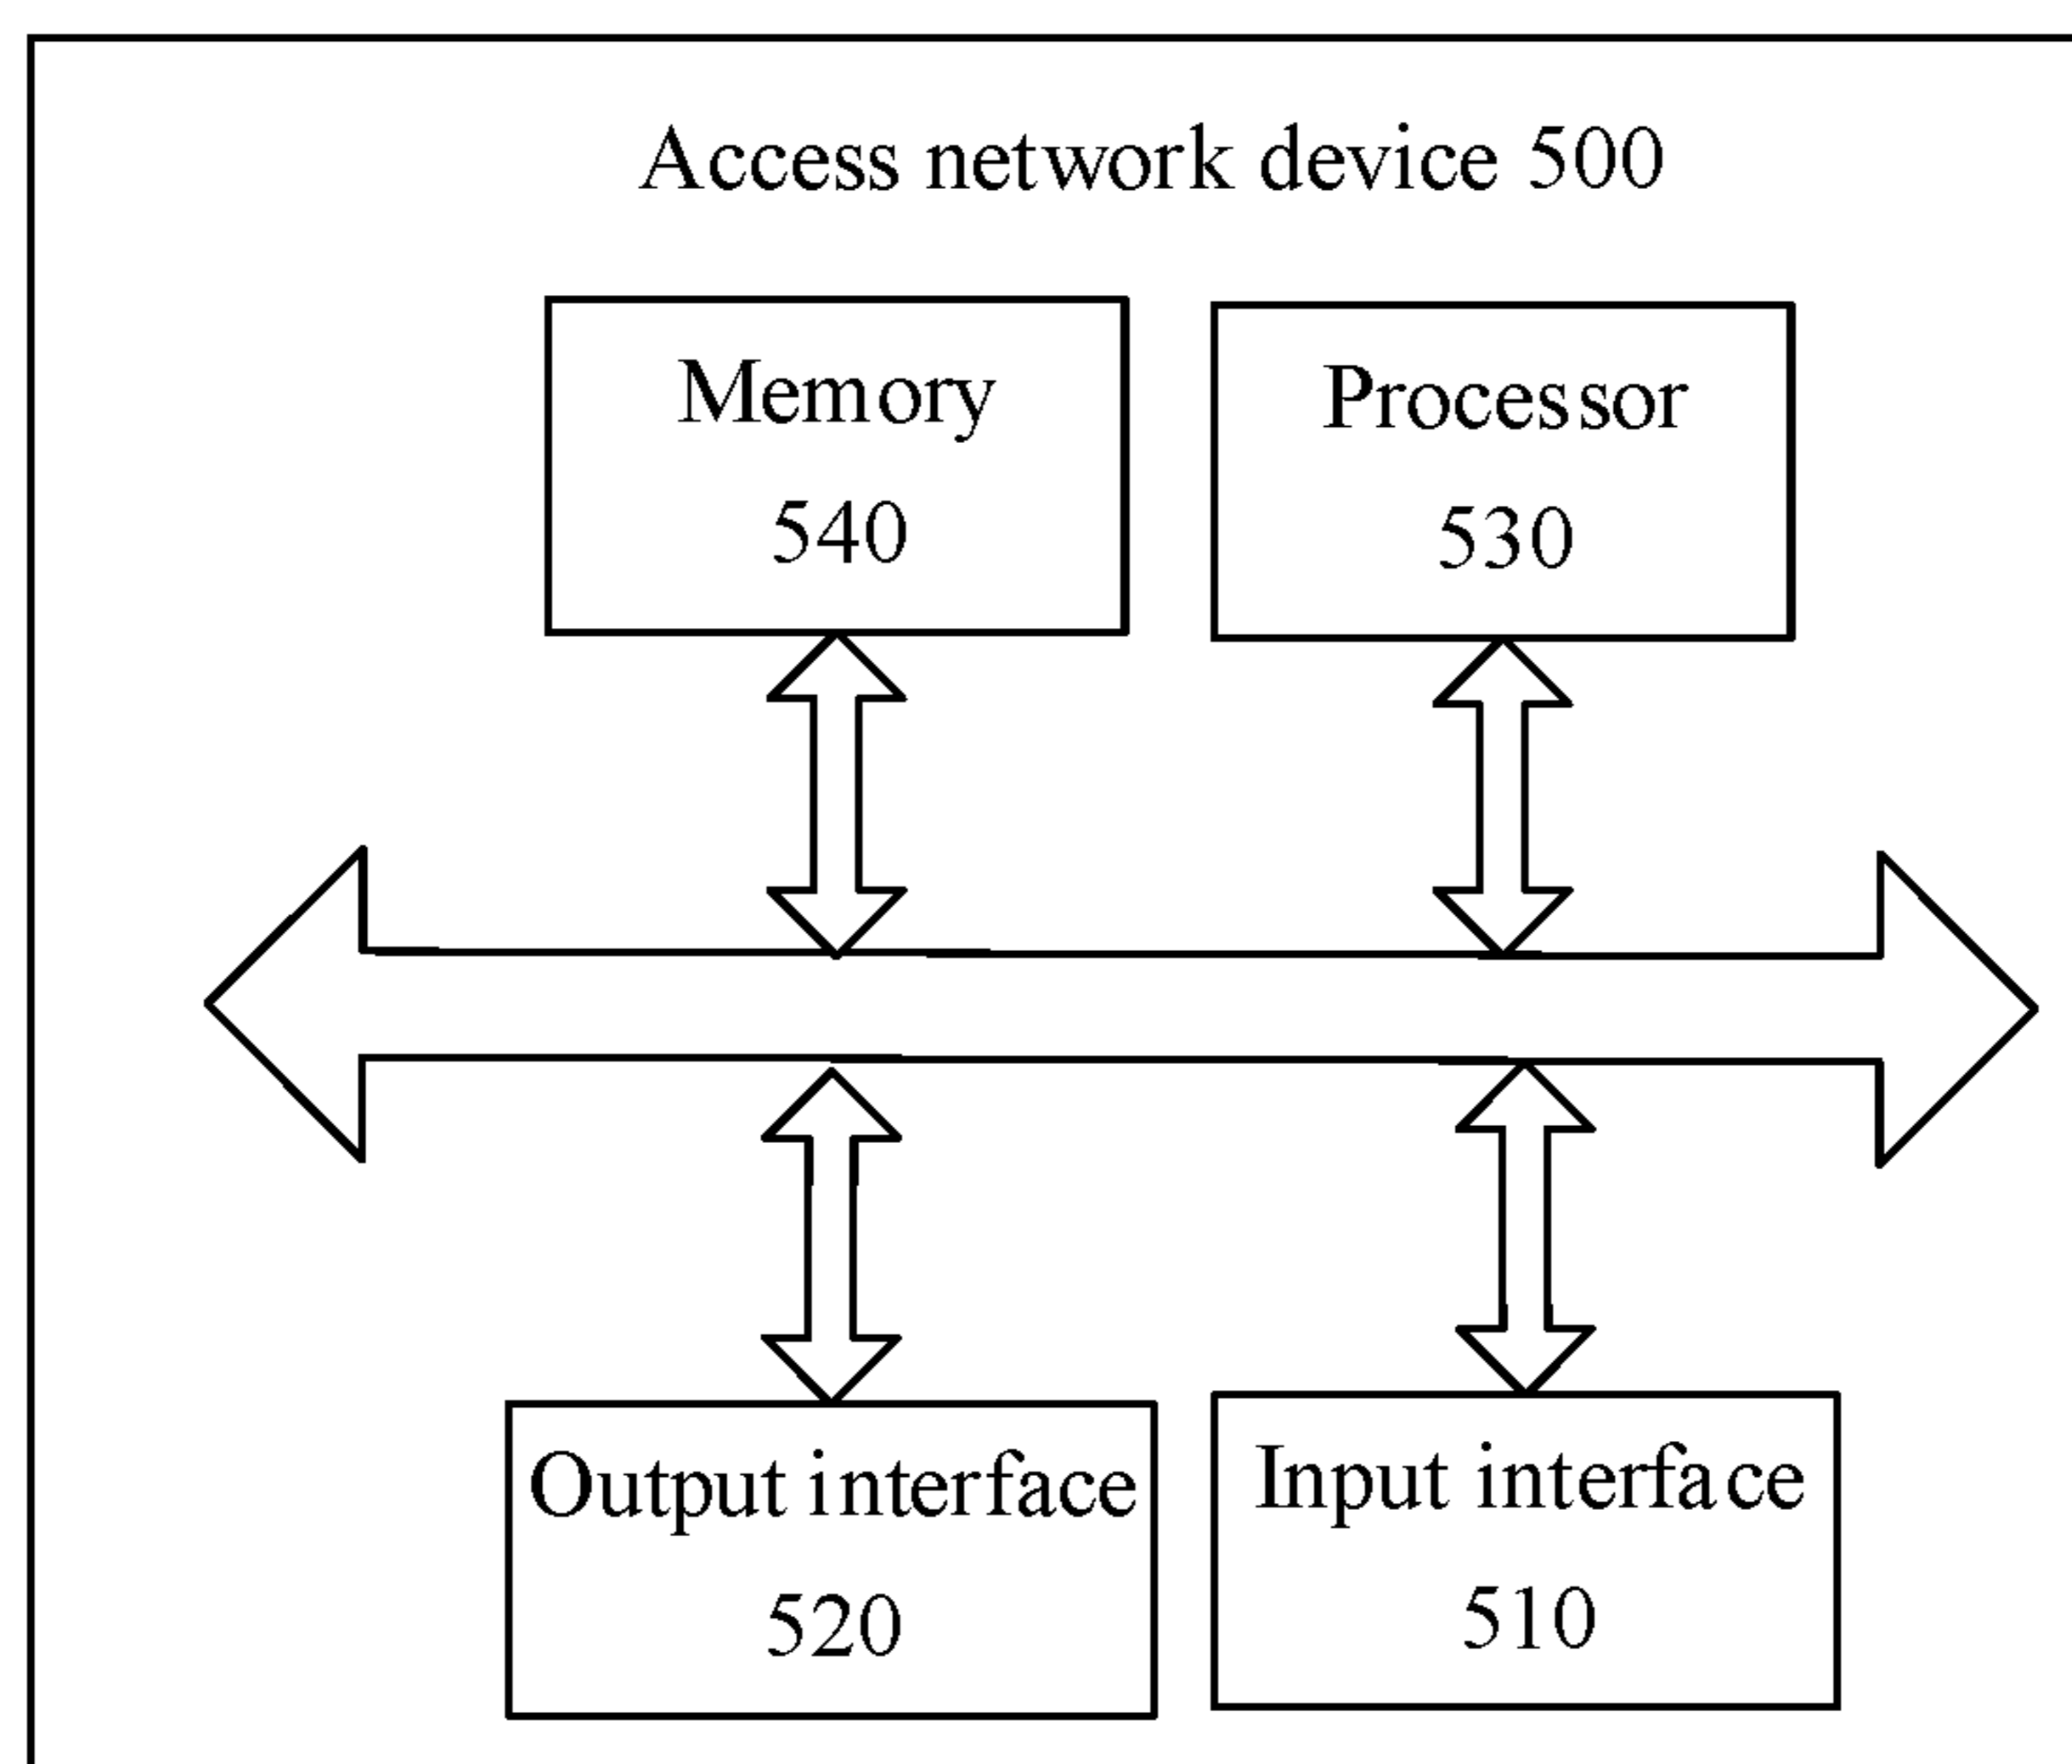 Access network device 500
Memory
540
Processor
530
Output interface
520
Input interface
510